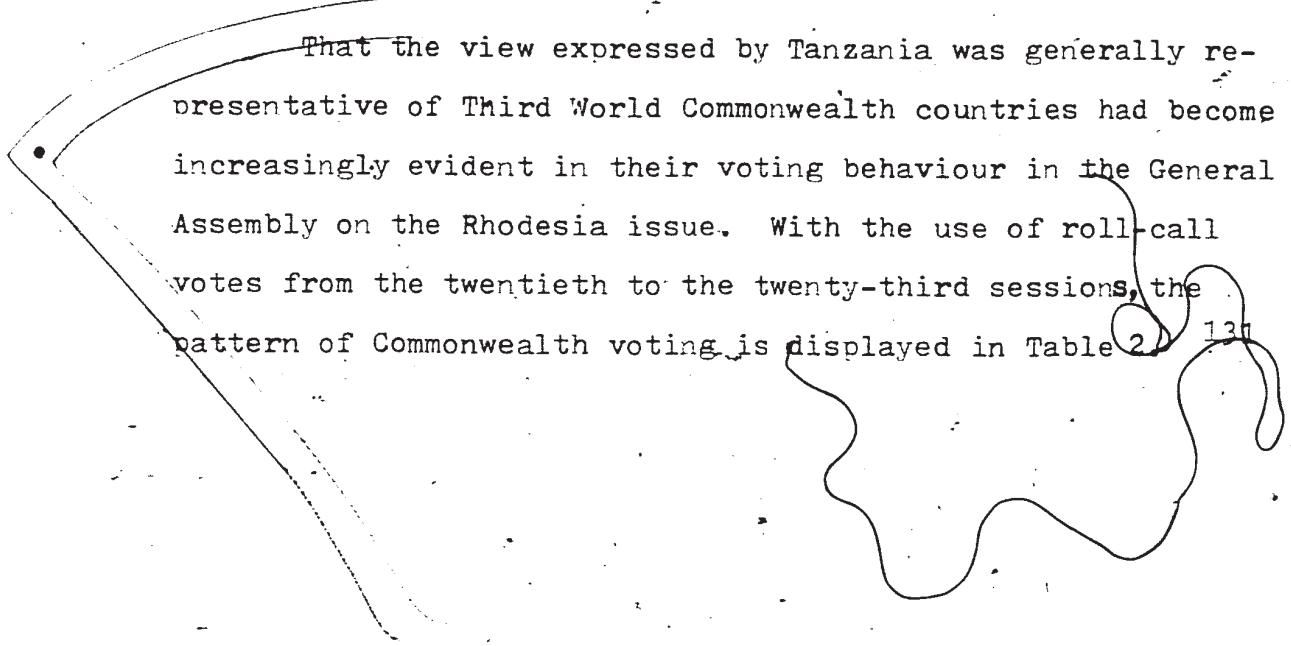 That the view expressed by Tanzania was generally re-
presentative of Third World Commonwealth countries had become
increasingly evident in their voting behaviour in the General
Assembly on the Rhodesia issue. With the use of roll-call
votes from the twentieth to the twenty-third sessions, the
pattern of Commonwealth voting is displayed in Table 2. 131